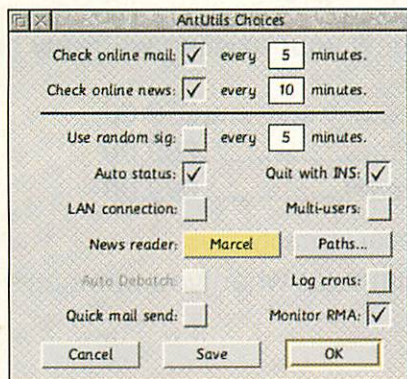 AntUtils Choices
Check online mail: every 5 minutes.
Check online news: every 10 minutes.
Use random sig: every 5 minutes.
Auto status: Quit with INS:
LAN connection: Multi-users:
News reader: Marcel Paths...
Auto Debatch: Log crons:
Quick mail send: Monitor RMA:
Cancel Save OK